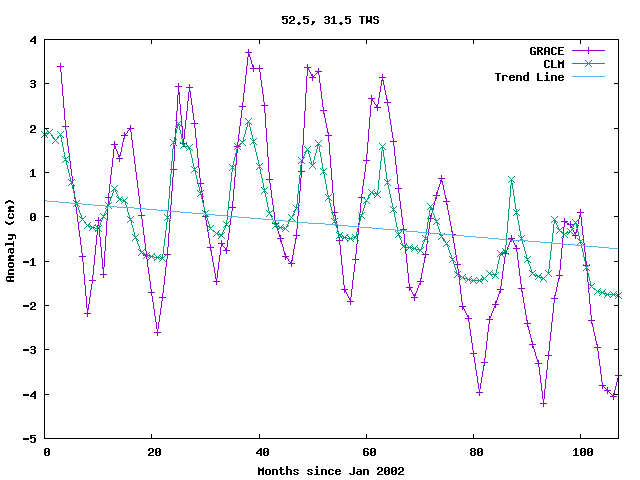 52.5, 31.5 TWS
GRACE
CLM
Trend Line
4
3
2
1
0
-1
-2
-3
-4
-5
Anomaly (cm)
0 20 40 60 80 100
Months since Jan 2002